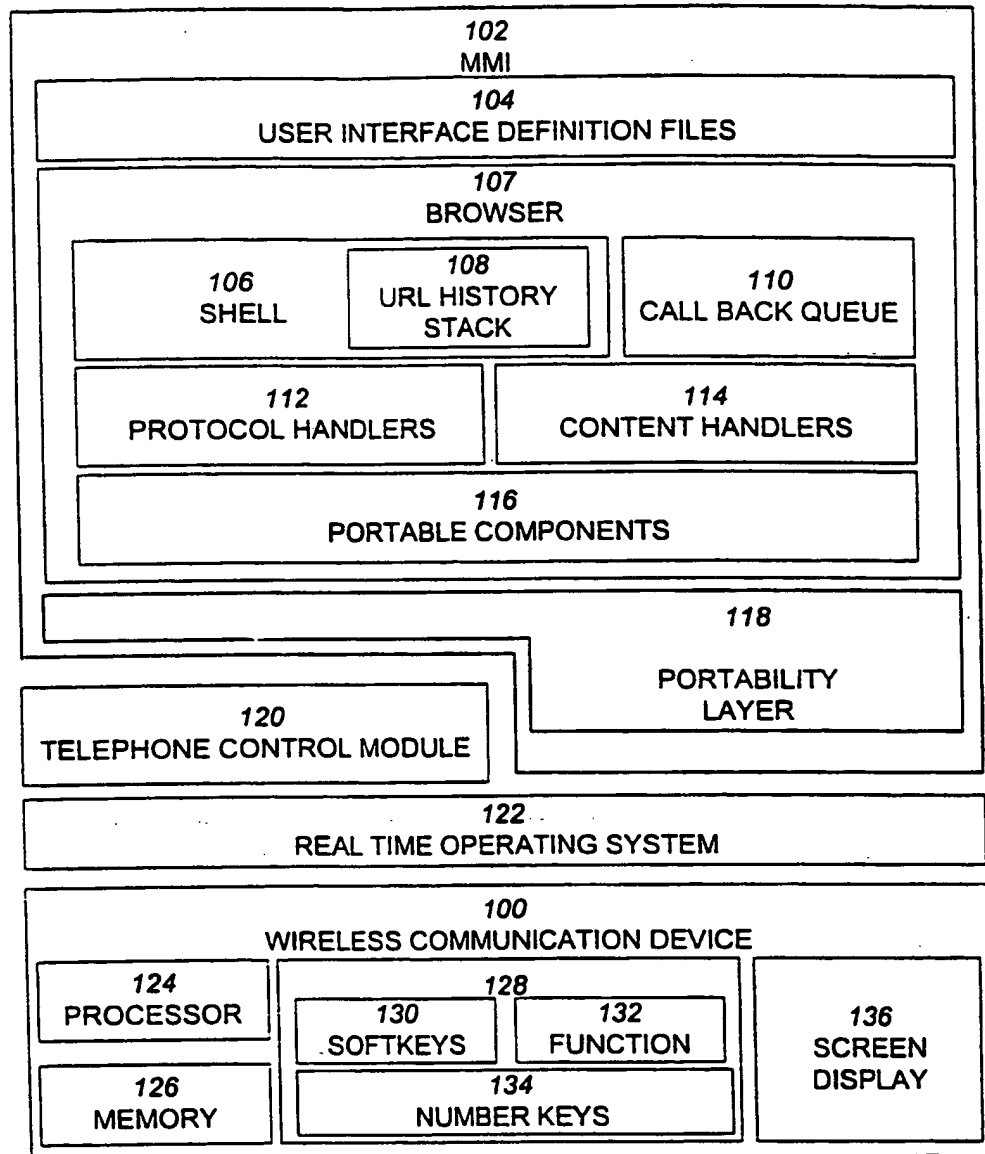 102
MMI
104
USER INTERFACE DEFINITION FILES
107
BROWSER
106
SHELL
108
URL HISTORY
STACK
110
CALL BACK QUEUE
112
PROTOCOL HANDLERS
114
CONTENT HANDLERS
116
PORTABLE COMPONENTS
118
PORTABILITY
LAYER
120
TELEPHONE CONTROL MODULE
122
REAL TIME OPERATING SYSTEM
100
WIRELESS COMMUNICATION DEVICE
124
PROCESSOR
126
MEMORY
128
130
SOFTKEYS
132
FUNCTION
134
NUMBER KEYS
136
SCREEN
DISPLAY